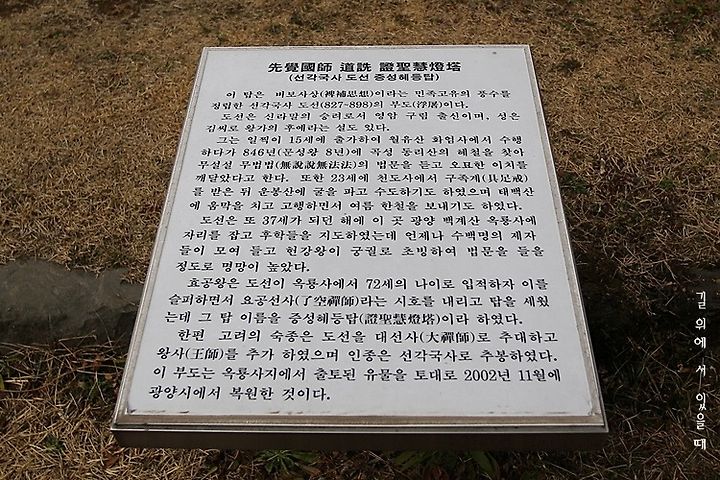 先覺國師 道詵 證聖慧燈塔
(선각국사 도선 증성혜등탑)
이 탑은 비보사상(裨補思想)이라는 민족고유의 풍수를
정립한 선각국사 도선(827~898)의 부도(浮屠)이다.
도선은 신라말의 승려로서 영암 구림 출신이며, 성은
김씨로 왕가의 후예라는 설도 있다.
그는 일찍이 15세에 출가하여 월유산 화엄사에서 수행
하다가 846년(문성왕 8년)에 곡성 동리산의 혜철을 찾아
무설설 무법법(無說說無法法)의 법문을 듣고 오묘한 이치를
깨달았다고 한다. 또한 23세에 천도사에서 구족계(具足戒)
를 받은 뒤 운봉산에 굴을 파고 수도하기도 하였으며 태백산
에 움막을 치고 고행하면서 여름 한철을 보내기도 하였다.
도선은 또 37세가 되던 해에 이 곳 광양 백계산 옥룡사에
자리를 잡고 후학들을 지도하였는데 언제나 수백명의 제자
들이 모여 들고 헌강왕이 궁궐로 초빙하여 법문을 들을
정도로 명망이 높았다.
효공왕은 도선이 옥룡사에서 72세의 나이로 입적하자 이를
슬퍼하면서 요공선사(了空禪師)라는 시호를 내리고 탑을 세웠
는데 그 탑 이름을 증성혜등탑(證聖慧燈塔)이라 하였다.
한편 고려의 숙종은 도선을 대선사(大禪師)로 추대하고
왕사(王師)를 추가 하였으며 인종은 선각국사로 추봉하였다.
이 부도는 옥룡사지에서 출토된 유물을 토대로 2002년 11월에
광양시에서 복원한 것이다.
길 위에 서 있을 때